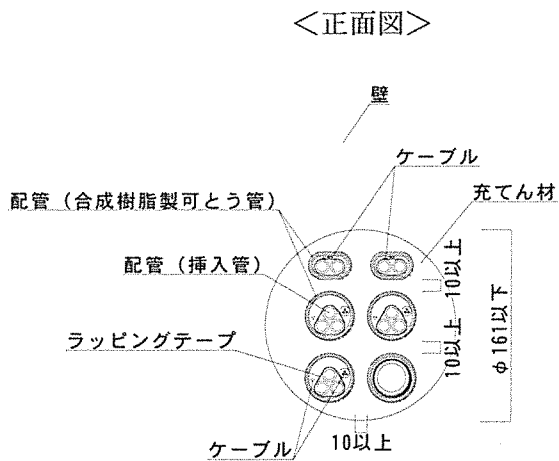 ＜正面図＞
壁
ケーブル
配管（合成樹脂製可とう管）
充てん材
配管（挿入管）
10以上
ラッピングテープ
10以上
φ161以下
ケーブル
10以上